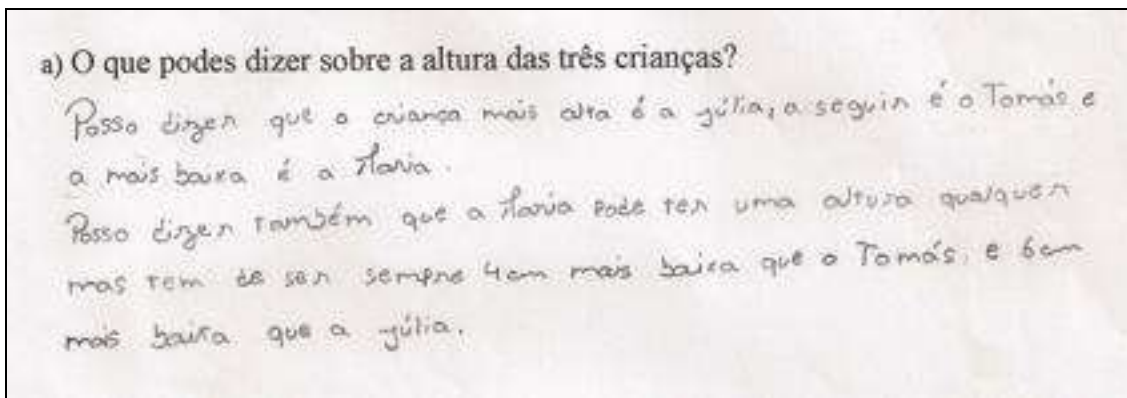 a) O que podes dizer sobre a altura das três crianças?
Posso dizer que a criança mais alta é a júlia, a seguir é o Tomás e
a mais baixa é a Maria.
Posso dizer também que a Maria pode ter uma altura qualquer
mas tem de ser sempre 4cm mais baixa que o Tomás, e 6cm
mais baixa que a júlia.